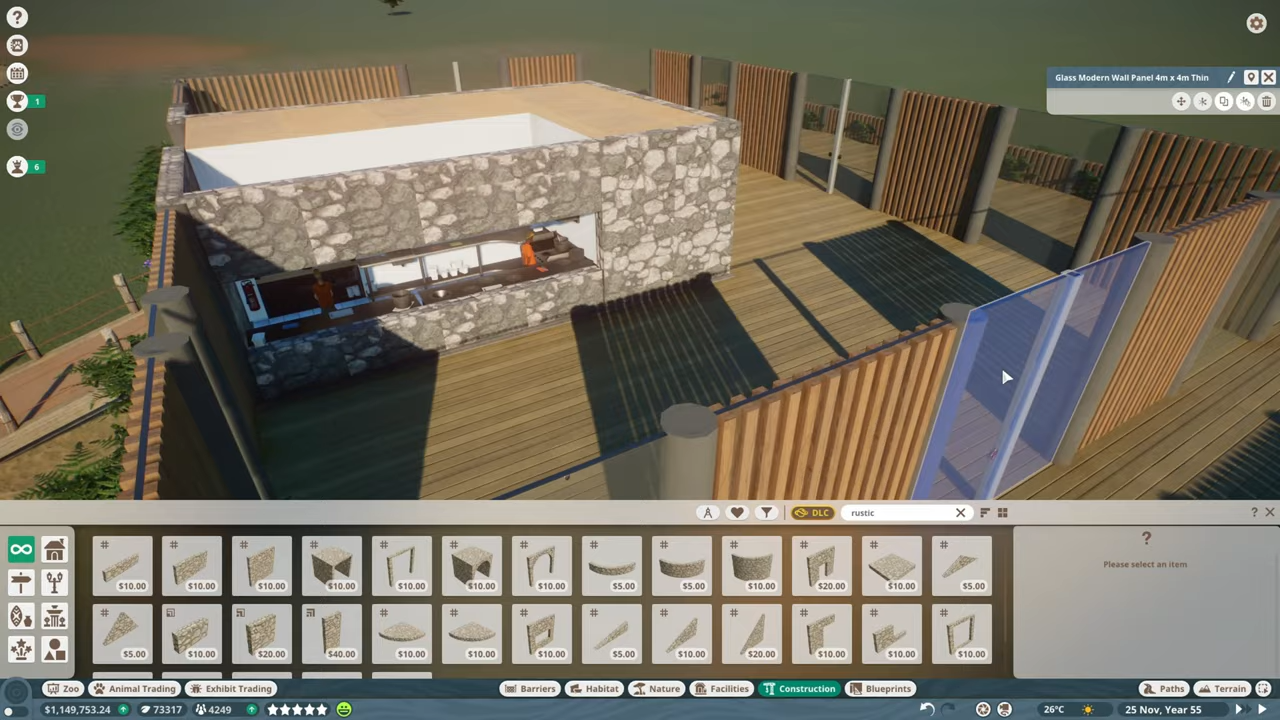 ?
1
6
Glass Modern Wall Panel 4m x 4m Thin
DLC
rustic
?
$10.00 $10.00 $10.00 $10.00 $10.00 $10.00 $10.00 $5.00 $5.00 $10.00 $20.00 $10.00 $5.00
$5.00 $10.00 $20.00 $40.00 $10.00 $10.00 $10.00 $5.00 $10.00 $20.00 $10.00 $10.00 $10.00
?
Please select an item
Zoo Animal Trading Exhibit Trading Barriers Habitat Nature Facilities Construction Blueprints Paths Terrain
$1,149,753.24 73317 4249 26°C 25 Nov, Year 55